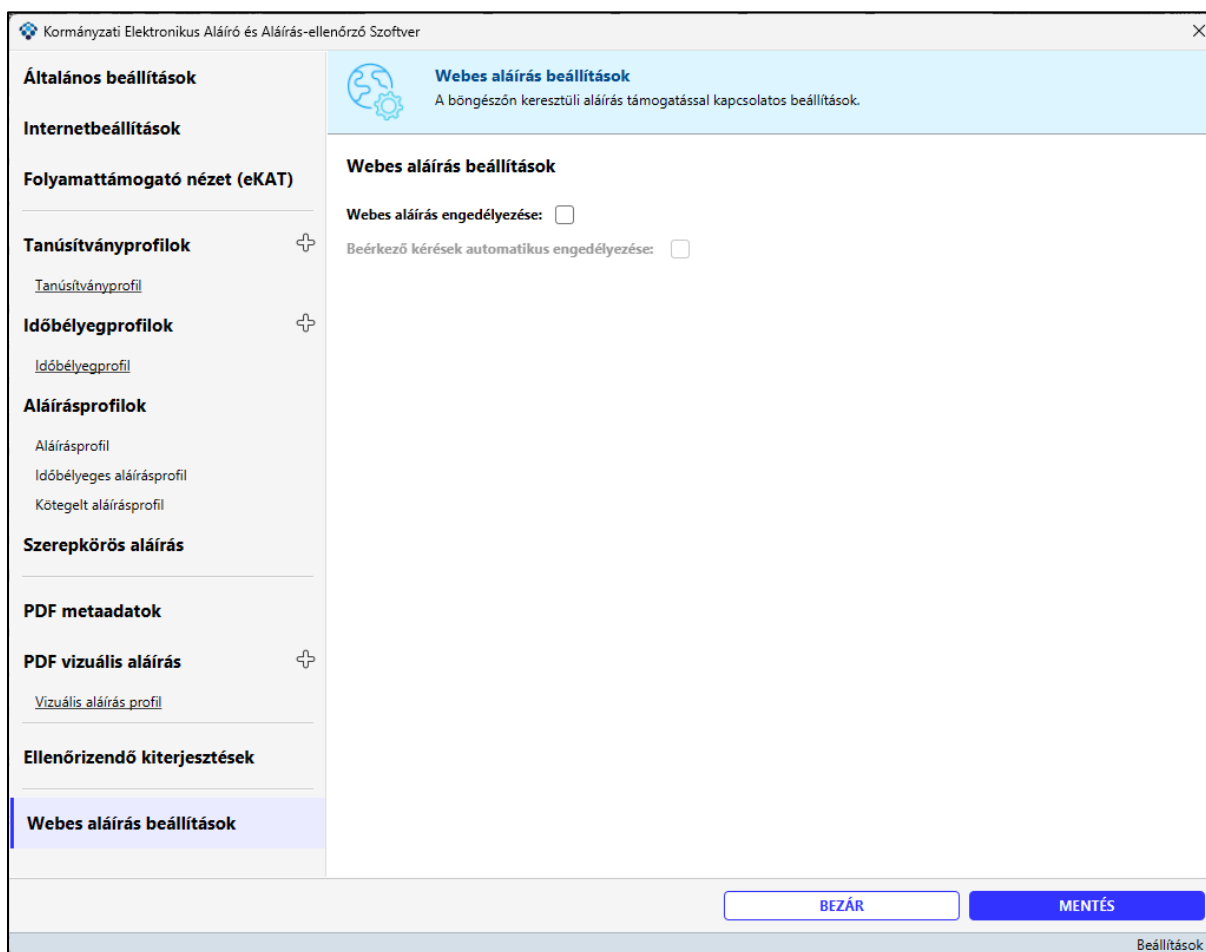 Kormányzati Elektronikus Aláíró és Aláírás-ellenőrző Szoftver
Általános beállítások
Internetbeállítások
Folyamattámogató nézet (eKAT)
Tanúsítványprofilok
Tanúsítványprofil
Időbélyegprofilok
Időbélyegprofil
Aláírásprofilok
Aláírásprofil
Időbélyeges aláírásprofil
Kötegelt aláírásprofil
Szerepkörös aláírás
PDF metaadatok
PDF vizuális aláírás
Vizuális aláírás profil
Ellenőrizendő kiterjesztések
Webes aláírás beállítások
Webes aláírás beállítások
A böngészőn keresztüli aláírás támogatással kapcsolatos beállítások.
Webes aláírás beállítások
Webes aláírás engedélyezése:
Beérkező kérések automatikus engedélyezése:
BEZÁR
MENTÉS
Beállítások